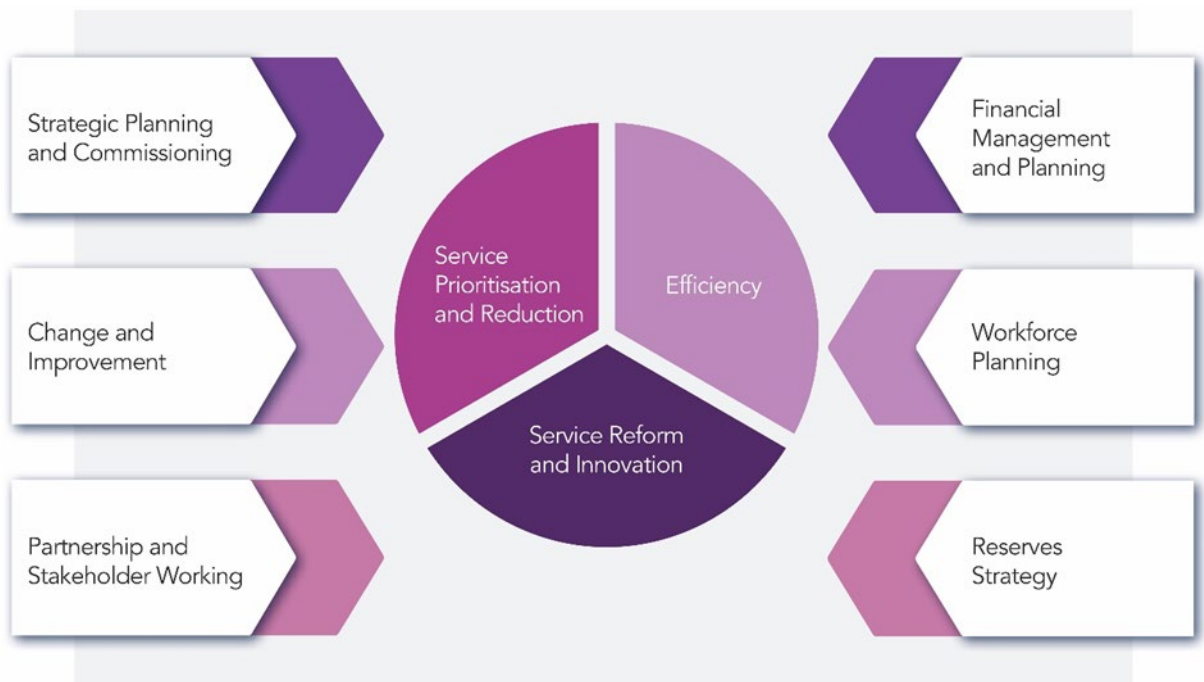 Strategic Planning
and Commissioning
Change and
Improvement
Partnership and
Stakeholder Working
Service
Prioritisation
and Reduction
Efficiency
Service Reform
and Innovation
Financial
Management
and Planning
Workforce
Planning
Reserves
Strategy